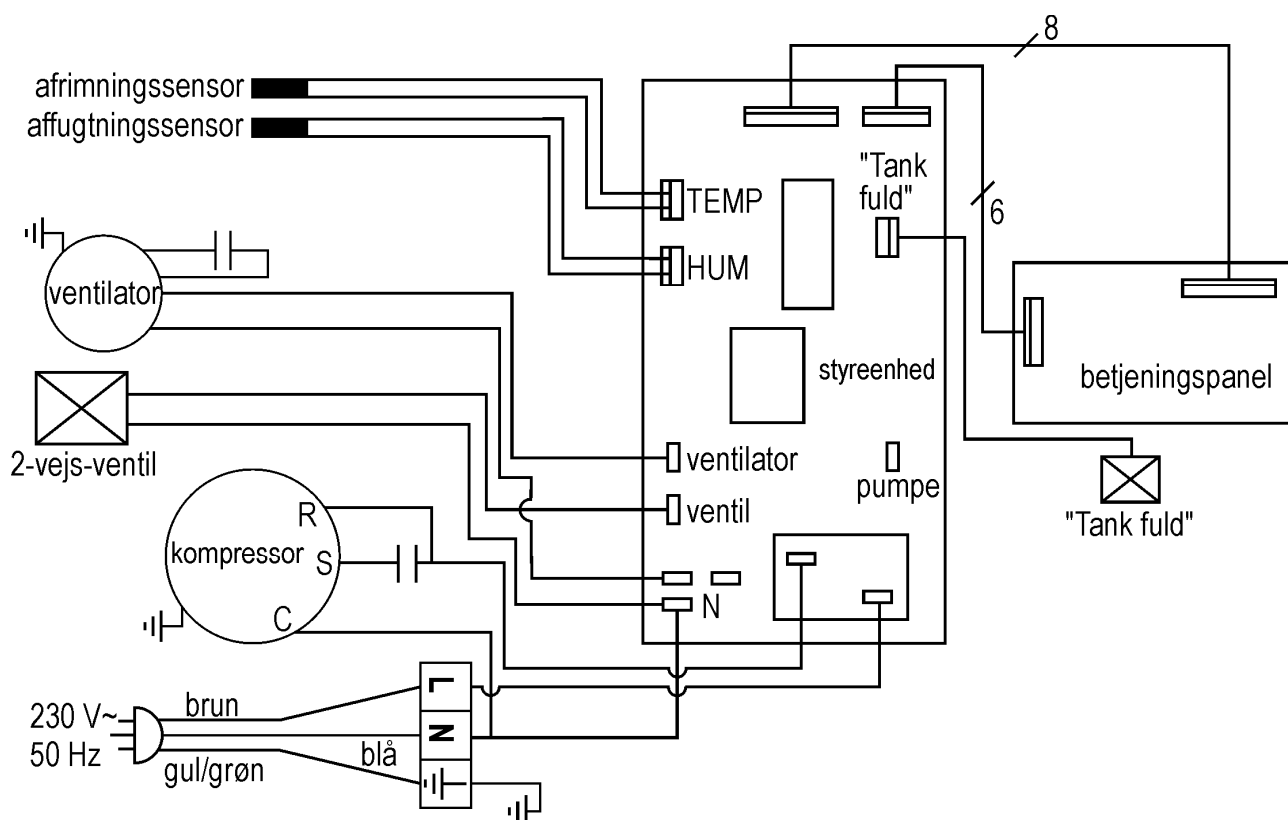 8
afrimningssensor
affugtningssensor
"Tank
fuld"
TEMP
6
HUM
ventilator
styreenhed
betjeningspanel
2-vejs-ventil
ventilator
pumpe
ventil
"Tank fuld"
R
kompressor
S
C
N
L
brun
230 V~
N
50 Hz
blå
gul/grøn